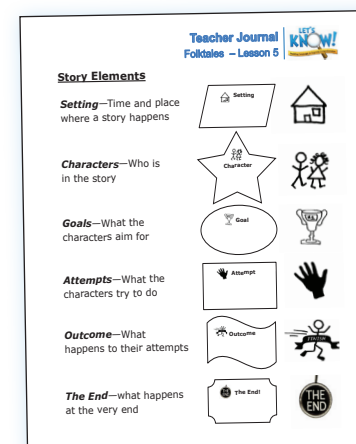 Teacher Journal
Folktales – Lesson 5
LET'S
KNOW!
Story Elements
Setting—Time and place
where a story happens
Setting
Characters—Who is
in the story
Character
Goals—What the
characters aim for
Goal
Attempts—What the
characters try to do
Attempt
Outcome—What
happens to their attempts
Outcome
FINISH
The End—what happens
at the very end
The End!
THE
END